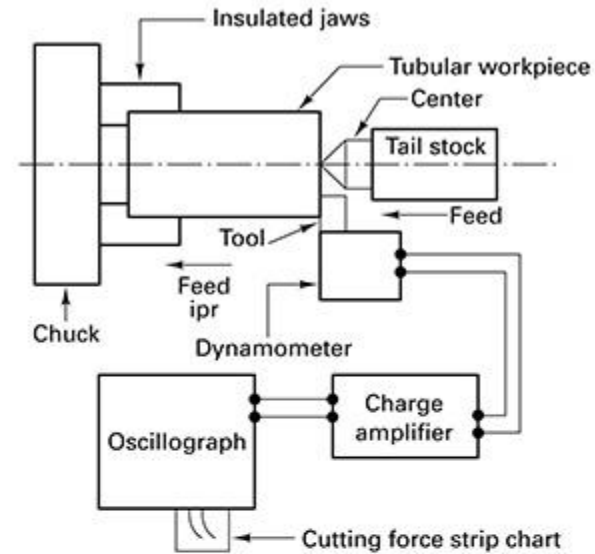 Insulated jaws
Tubular workpiece
Center
Tail stock
Feed
Tool
Feed
ipr
Chuck
Dynamometer
Charge
amplifier
Oscillograph
Cutting force strip chart